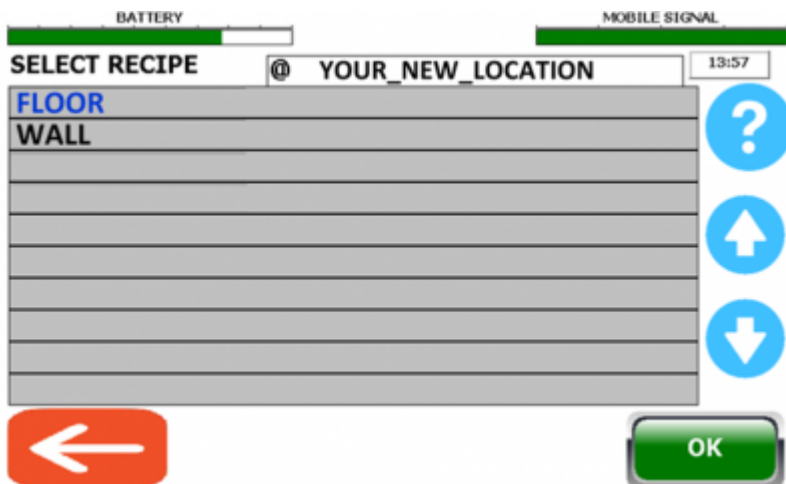 BATTERY MOBILE SIGNAL
SELECT RECIPE @ YOUR_NEW_LOCATION 13:57
FLOOR
WALL
?
OK